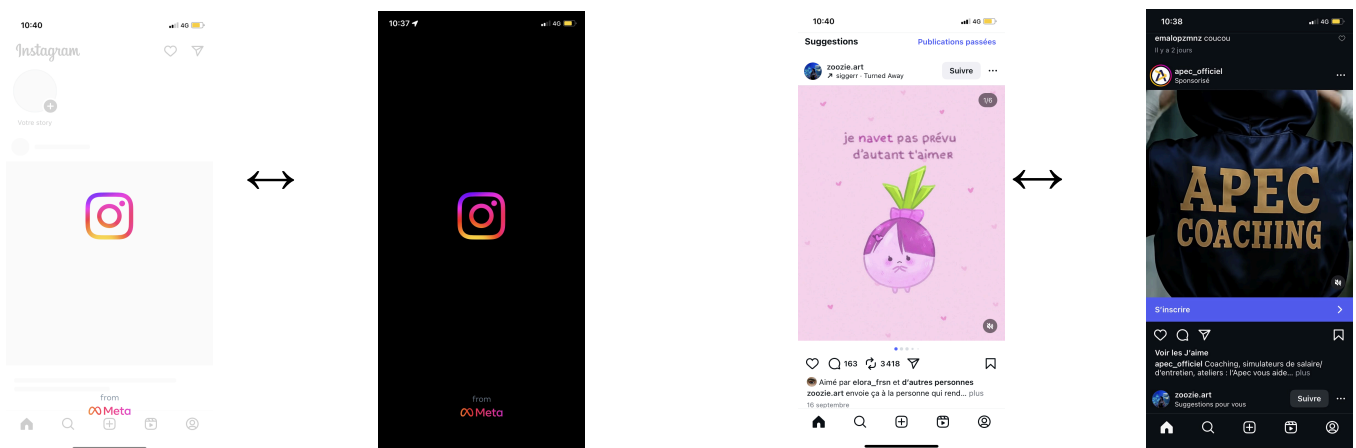 10:40
4G
Instagram
Votre story
from
Meta
10:37
4G
from
Meta
10:40
4G
Suggestions
Publications passées
zoozie.art
siggerr · Turned Away
Suivre
1/6
je navet pas prévu
d'autant t'aimer
163
3 418
Aimé par elora_frsn et d'autres personnes
zoozie.art envoie ça à la personne qui rend... plus
16 septembre
10:38
4G
emalopzmnz coucou
Il y a 2 jours
apec_officiel
Sponsorisé
APEC
COACHING
S'inscrire
Voir les J'aime
apec_officiel Coaching, simulateurs de salaire/
d'entretien, ateliers : l'Apec vous aide... plus
zoozie.art
Suggestions pour vous
Suivre